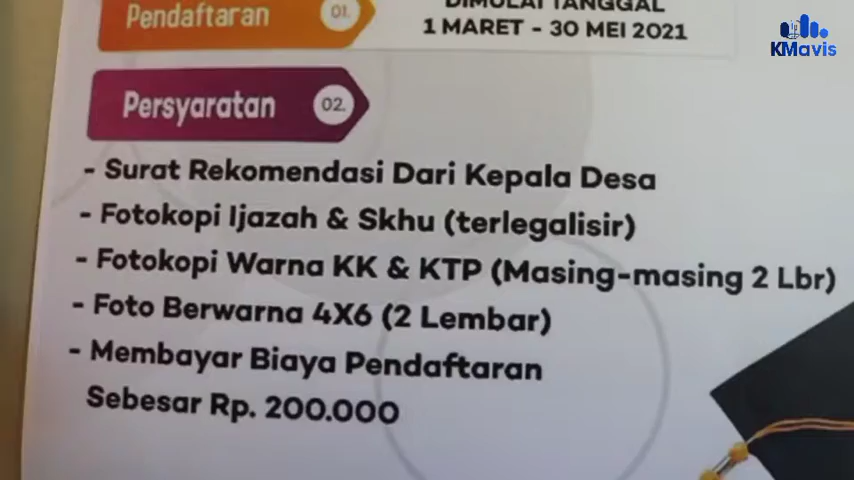 Pendaftaran 01.
DIMULAI TANGGAL
1 MARET - 30 MEI 2021
KMavis
Persyaratan 02.
- Surat Rekomendasi Dari Kepala Desa
- Fotokopi Ijazah & Skhu (terlegalisir)
- Fotokopi Warna KK & KTP (Masing-masing 2 Lbr)
- Foto Berwarna 4X6 (2 Lembar)
- Membayar Biaya Pendaftaran
Sebesar Rp. 200.000